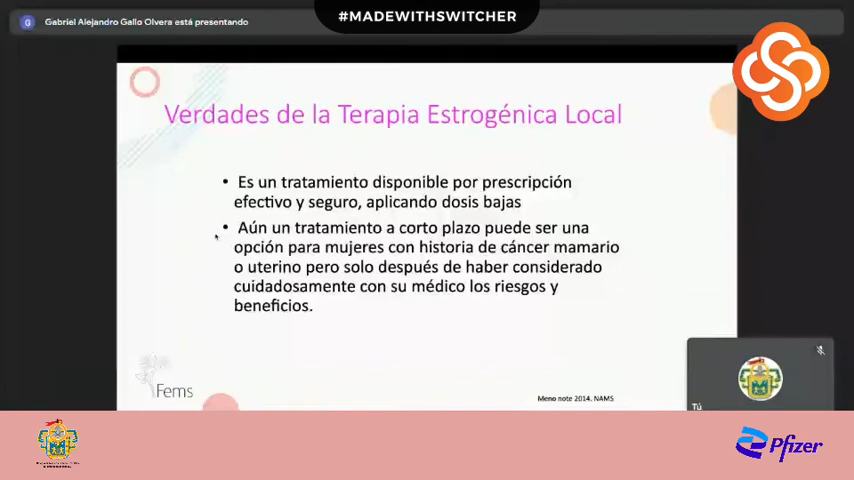 #MADEWITHSWITCHER
G
Gabriel Alejandro Gallo Olvera está presentando
Verdades de la Terapia Estrogénica Local
• Es un tratamiento disponible por prescripción
efectivo y seguro, aplicando dosis bajas
• Aún un tratamiento a corto plazo puede ser una
opción para mujeres con historia de cáncer mamario
o uterino pero solo después de haber considerado
cuidadosamente con su médico los riesgos y
beneficios.
Fems
Meno note 2014. NAMS
Tú
Pfizer